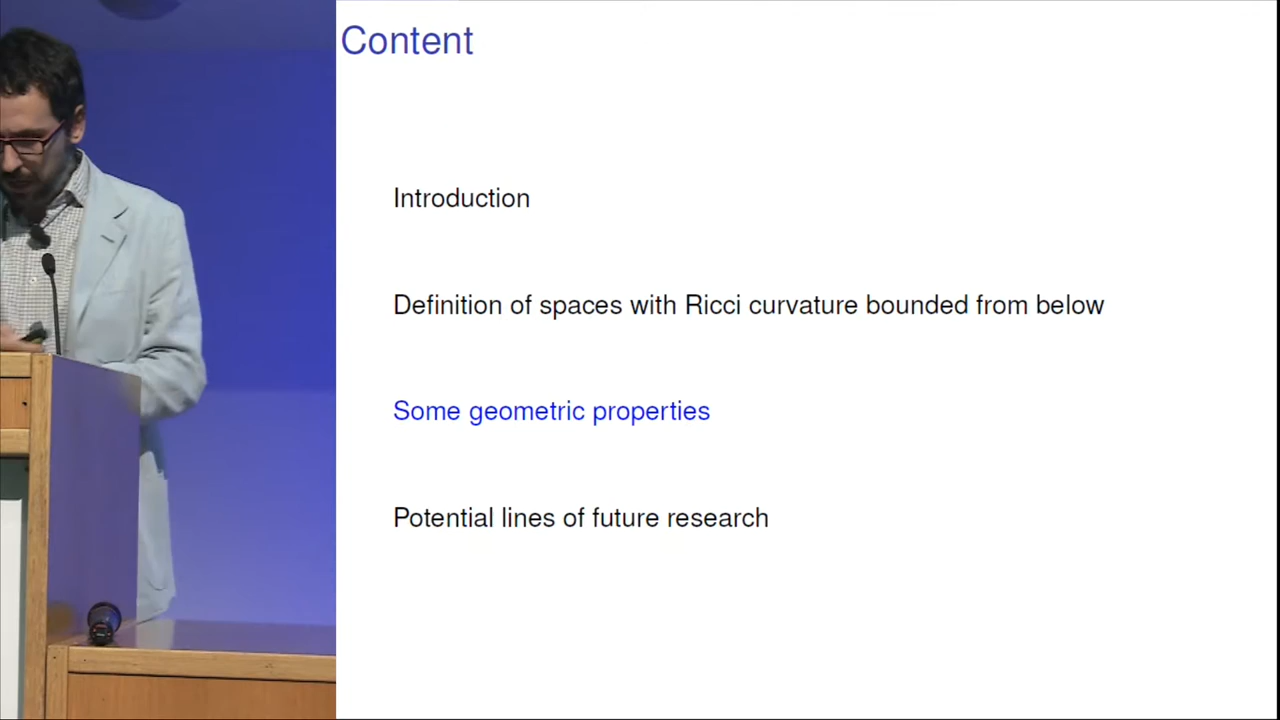 Content
Introduction
Definition of spaces with Ricci curvature bounded from below
Some geometric properties
Potential lines of future research